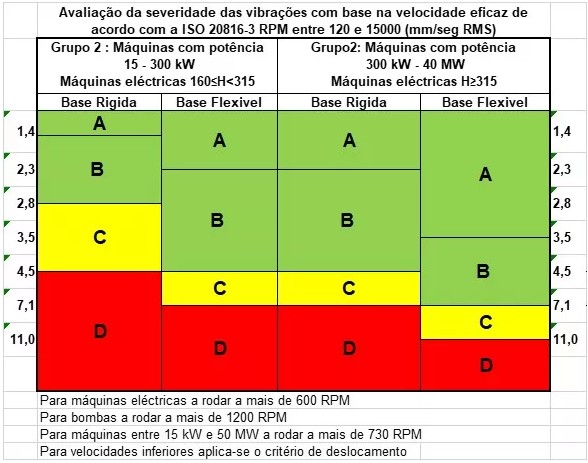 Avaliação da severidade das vibrações com base na velocidade eficaz de
acordo com a ISO 20816-3 RPM entre 120 e 15000 (mm/seg RMS)
Grupo 2 : Máquinas com potência
15 - 300 kW
Máquinas eléctricas 160≤H<315
Grupo2: Máquinas com potência
300 kW - 40 MW
Máquinas eléctricas H≥315
Base Rigida
Base Flexivel
Base Rigida
Base Flexivel
1,4
2,3
2,8
3,5
4,5
7,1
11,0
A
B
C
D
A
B
C
D
A
B
C
D
A
B
C
D
1,4
2,3
2,8
3,5
4,5
7,1
11,0
Para máquinas eléctricas a rodar a mais de 600 RPM
Para bombas a rodar a mais de 1200 RPM
Para máquinas entre 15 kW e 50 MW a rodar a mais de 730 RPM
Para velocidades inferiores aplica-se o critério de deslocamento